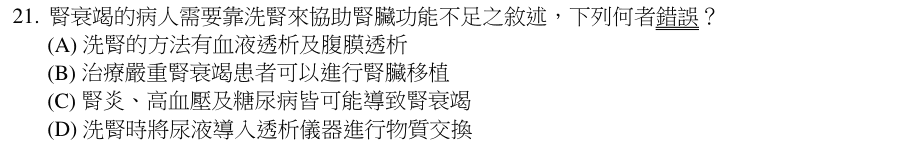 21. 腎衰竭的病人需要靠洗腎來協助腎臟功能不足之敘述，下列何者錯誤？
(A) 洗腎的方法有血液透析及腹膜透析
(B) 治療嚴重腎衰竭患者可以進行腎臟移植
(C) 腎炎、高血壓及糖尿病皆可能導致腎衰竭
(D) 洗腎時將尿液導入透析儀器進行物質交換